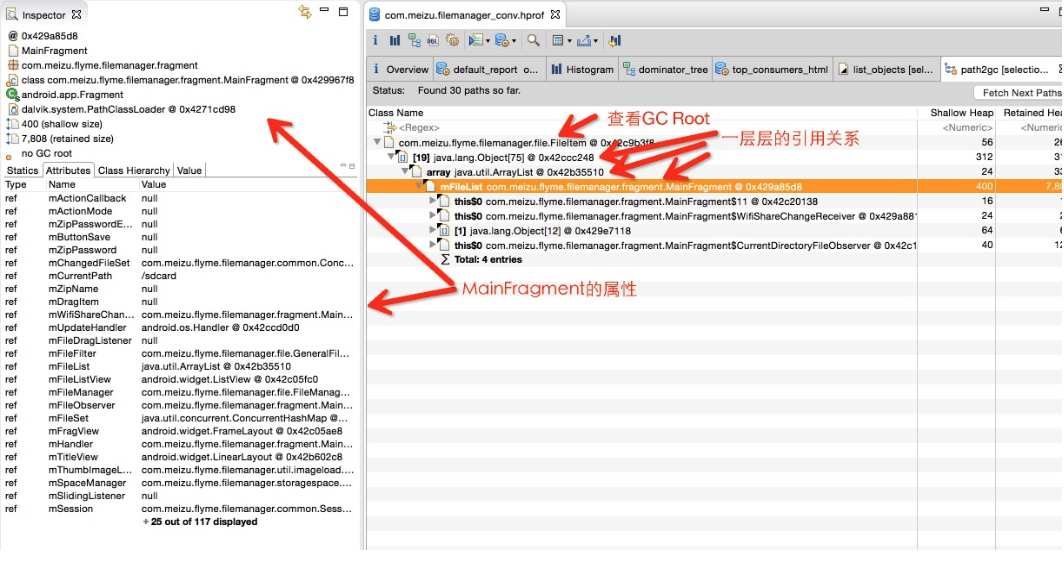 Inspector
@ 0x429a85d8
MainFragment
com.meizu.flyme.filemanager.fragment
class com.meizu.flyme.filemanager.fragment.MainFragment @ 0x429967f8
android.app.Fragment
dalvik.system.PathClassLoader @ 0x4271cd98
400 (shallow size)
7,808 (retained size)
no GC root
Statics Attributes Class Hierarchy Value
Type Name Value
ref mActionCallback null
ref mActionMode null
ref mZipPasswordE... null
ref mButtonSave null
ref mZipPassword null
ref mChangedFileSet com.meizu.flyme.filemanager.common.Conc...
ref mCurrentPath /sdcard
ref mZipName null
ref mDragItem null
ref mWifiShareChan... com.meizu.flyme.filemanager.fragment.Main...
ref mUpdateHandler android.os.Handler @ 0x42ccd0d0
ref mFileDragListener null
ref mFileFilter com.meizu.flyme.filemanager.file.GeneralFil...
ref mFileList java.util.ArrayList @ 0x42b35510
ref mFileListView android.widget.ListView @ 0x42c05fc0
ref mFileManager com.meizu.flyme.filemanager.file.FileManag...
ref mFileObserver com.meizu.flyme.filemanager.fragment.Main...
ref mFileSet java.util.concurrent.ConcurrentHashMap @...
ref mFragView android.widget.FrameLayout @ 0x42c05ae8
ref mHandler com.meizu.flyme.filemanager.fragment.Main...
ref mTitleView android.widget.LinearLayout @ 0x42b602c8
ref mThumbImageL... com.meizu.flyme.filemanager.util.imageload....
ref mSpaceManager com.meizu.flyme.filemanager.storagespace....
ref mSlidingListener null
ref mSession com.meizu.flyme.filemanager.common.Sess...
25 out of 117 displayed
com.meizu.filemanager_conv.hprof
i Overview default_report o... Histogram dominator_tree top_consumers_html list_objects [sel... path2gc [selectio...
Status: Found 30 paths so far. Fetch Next Paths
Class Name Shallow Heap Retained Heap
<Regex> <Numeric> <Numeric>
查看GC Root
com.meizu.flyme.filemanager.file.FileItem @ 0x42c9b3f8 56
一层层的引用关系
[19] java.lang.Object[75] @ 0x42ccc248 312
array java.util.ArrayList @ 0x42b35510 24
mFileList com.meizu.flyme.filemanager.fragment.MainFragment @ 0x429a85d8 400 7,808
this$0 com.meizu.flyme.filemanager.fragment.MainFragment$11 @ 0x42c20138 16
this$0 com.meizu.flyme.filemanager.fragment.MainFragment$WifiShareChangeReceiver @ 0x429a881 24
[1] java.lang.Object[12] @ 0x429e7118 64
this$0 com.meizu.flyme.filemanager.fragment.MainFragment$CurrentDirectoryFileObserver @ 0x42c1 40
Σ Total: 4 entries
MainFragment的属性